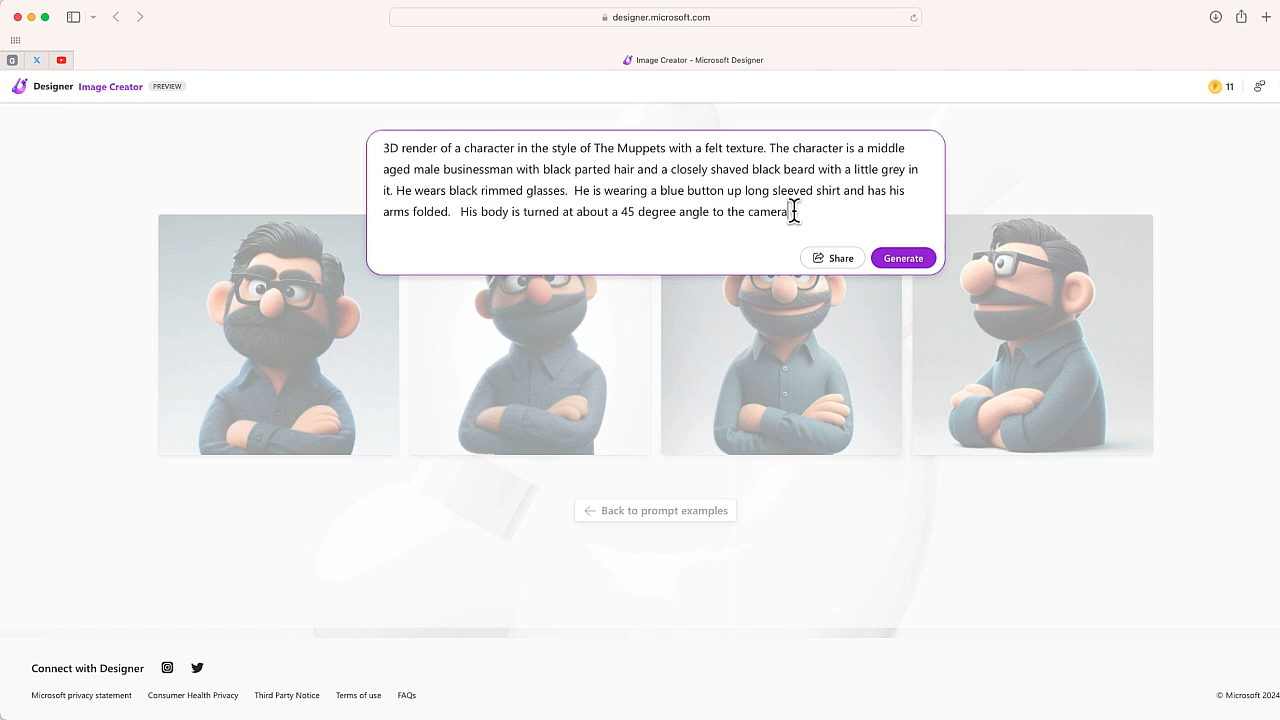 designer.microsoft.com
Image Creator - Microsoft Designer
Designer Image Creator PREVIEW
11
3D render of a character in the style of The Muppets with a felt texture. The character is a middle
aged male businessman with black parted hair and a closely shaved black beard with a little grey in
it. He wears black rimmed glasses.  He is wearing a blue button up long sleeved shirt and has his
arms folded.   His body is turned at about a 45 degree angle to the camera
Share
Generate
Back to prompt examples
Connect with Designer
Microsoft privacy statement
Consumer Health Privacy
Third Party Notice
Terms of use
FAQs
© Microsoft 2024